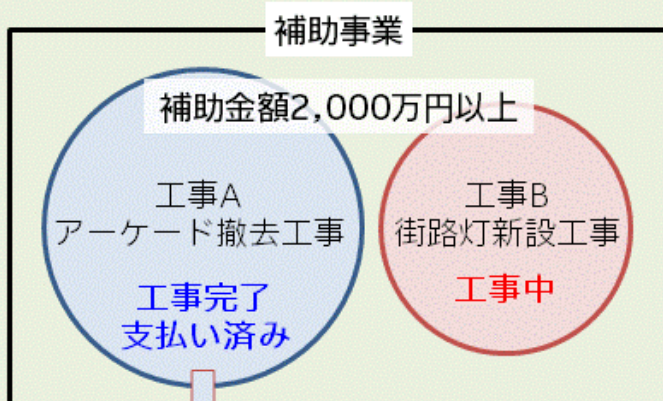 補助事業
補助金額2,000万円以上
工事A
アーケード撤去工事
工事完了
支払い済み
工事B
街路灯新設工事
工事中